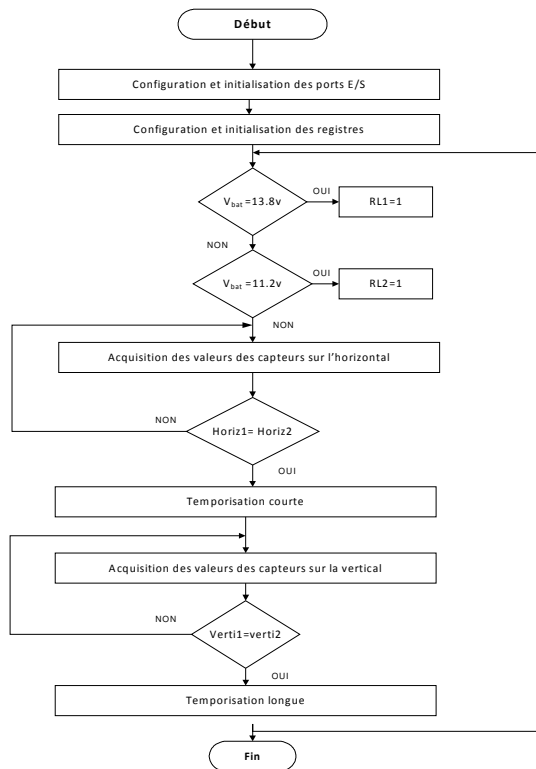 Début
Configuration et initialisation des ports E/S
Configuration et initialisation des registres
Vbat =13.8v
OUI
RL1=1
NON
Vbat =11.2v
OUI
RL2=1
NON
Acquisition des valeurs des capteurs sur l'horizontal
Horiz1= Horiz2
NON
OUI
Temporisation courte
Acquisition des valeurs des capteurs sur la vertical
NON
Verti1=verti2
OUI
Temporisation longue
Fin